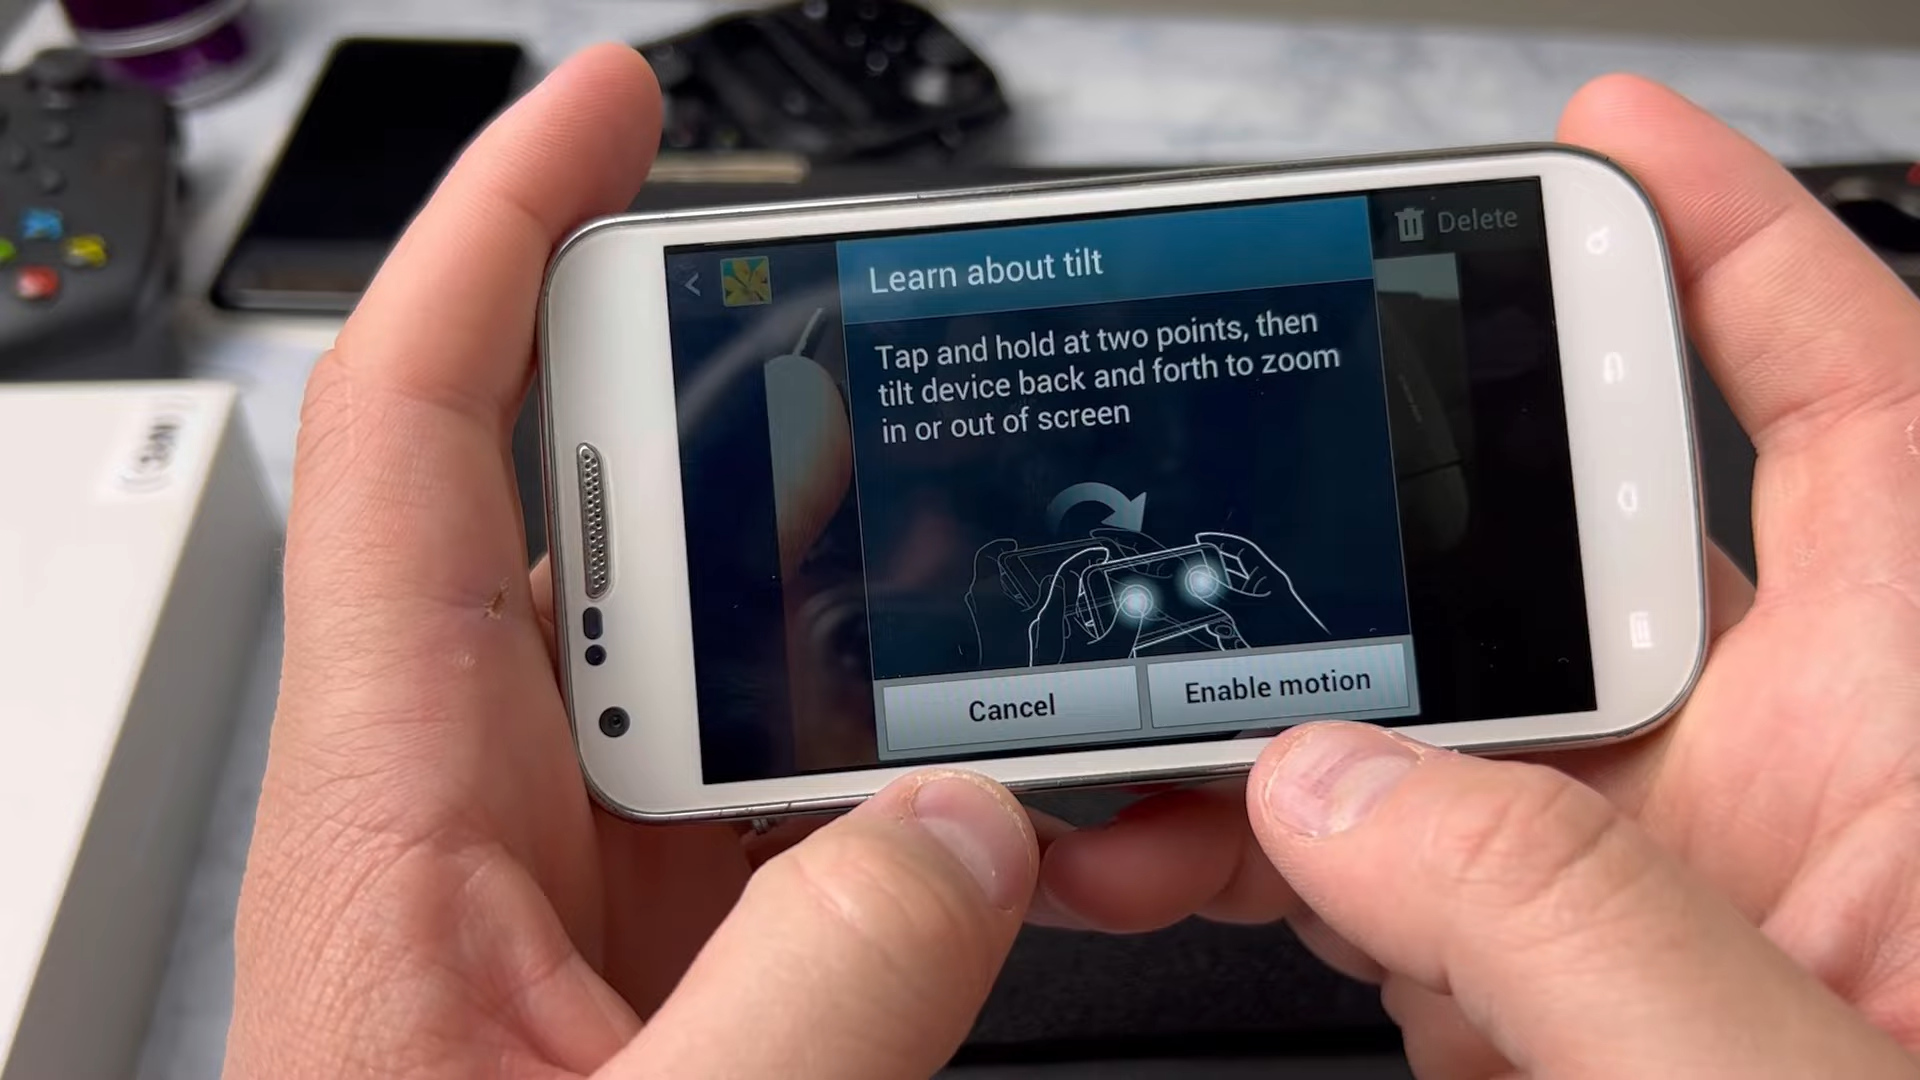 Delete
Learn about tilt
Tap and hold at two points, then
tilt device back and forth to zoom
in or out of screen
Cancel
Enable motion